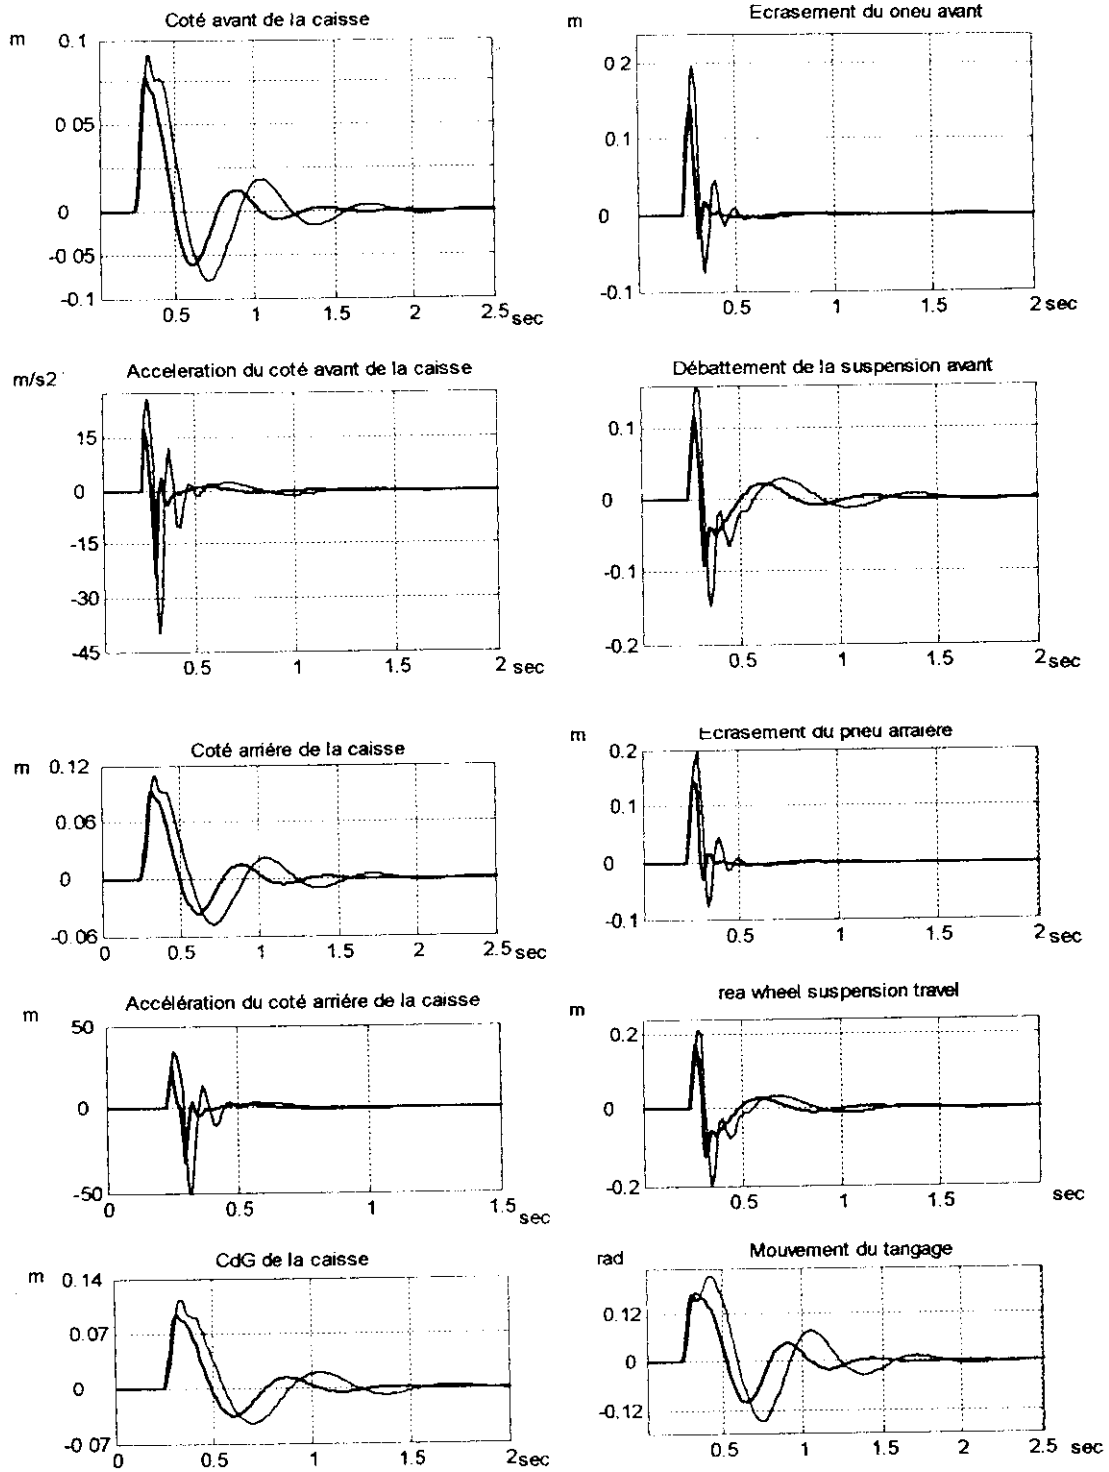 Coté avant de la caisse
m
0.1
0 05
0
-0 05
-0.1
0.5
1
1.5
2
2.5 sec
Ecrasement du oneu avant
m
0.2
0.1
0
-0.1
0.5
1
1.5
2 sec
Acceleration du coté avant de la caisse
m/s2
15
0
-15
-30
-45
0.5
1
1.5
2 sec
Débattement de la suspension avant
0.1
0
-0.1
-0.2
0.5
1
1.5
2 sec
Coté arriére de la caisse
m
0.12
0.06
0
-0.06
0
0.5
1
1.5
2
2.5 sec
Ecrasement du pneu arraiére
m
0.2
0.1
0
-0.1
0.5
1
1.5
2 sec
Accélération du coté arriére de la caisse
m
50
0
-50
0
0.5
1
1.5
sec
rea wheel suspension travel
m
0.2
0
-0.2
0.5
1
1.5
2 sec
CdG de la caisse
m
0.14
0.07
0
-0 07
0
0.5
1
1.5
2 sec
Mouvement du tangage
rad
0.12
0
-0.12
0.5
1
1.5
2
2.5 sec